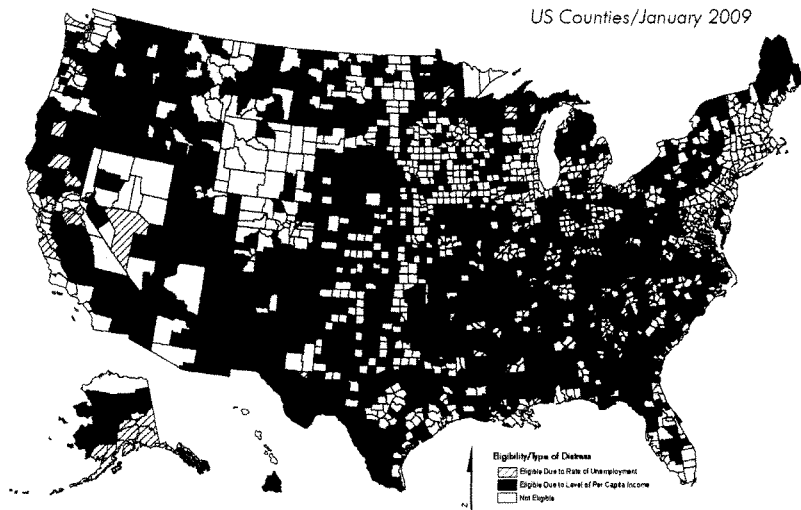 US Counties/January 2009
Eligibility/Type of Distress
Eligible Due to Rate of Unemployment
Eligible Due to Level of Per Capita Income
Not Eligible
N